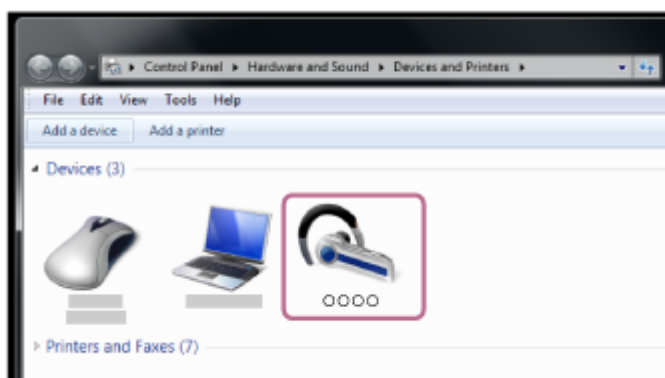 Control Panel ▸ Hardware and Sound ▸ Devices and Printers ▸
File Edit View Tools Help
Add a device Add a printer
Devices (3)
○○○○
Printers and Faxes (7)